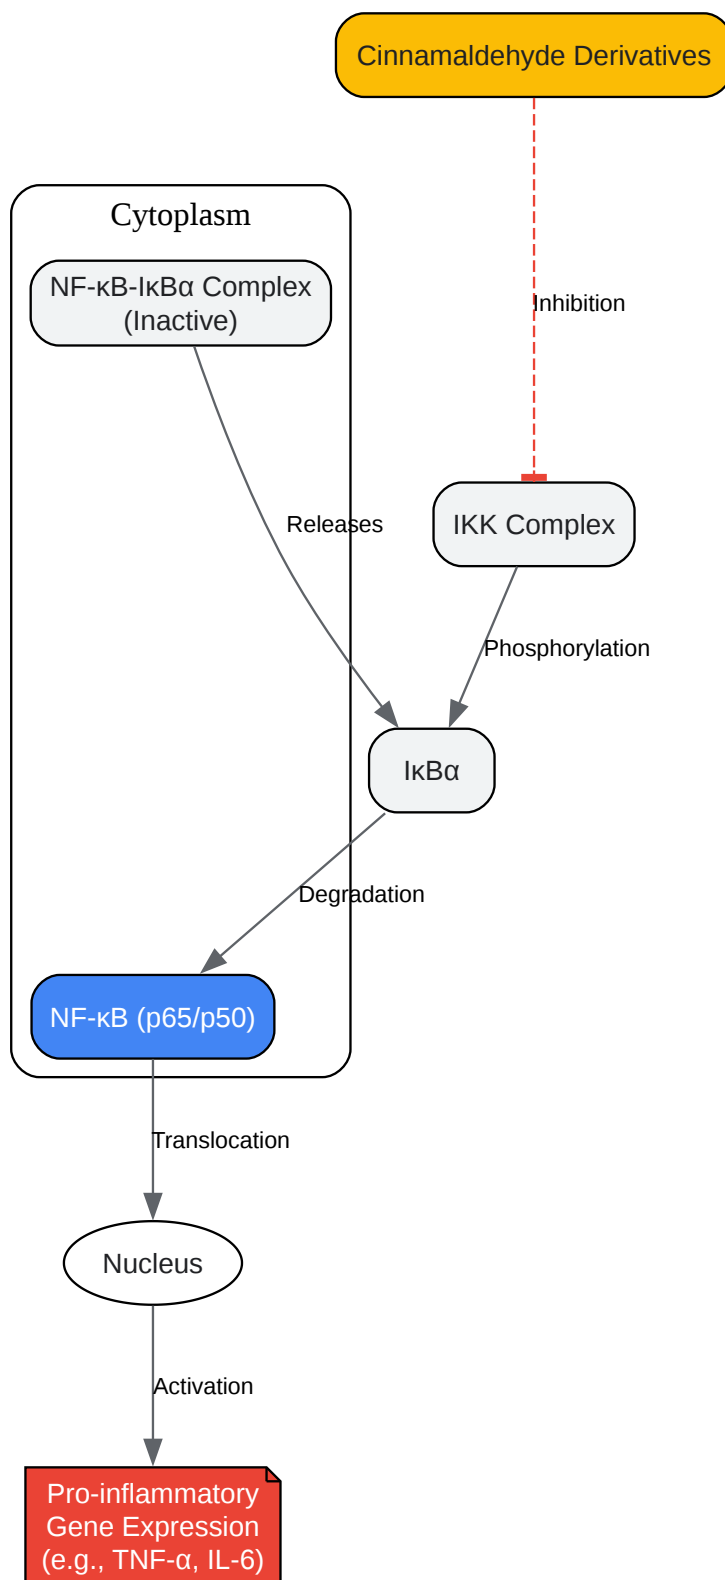 Cinnamaldehyde Derivatives
Cytoplasm
NF-κB-IκBα Complex
(Inactive)
Inhibition
Releases
IKK Complex
Phosphorylation
IκBα
Degradation
NF-κB (p65/p50)
Translocation
Nucleus
Activation
Pro-inflammatory
Gene Expression
(e.g., TNF-α, IL-6)